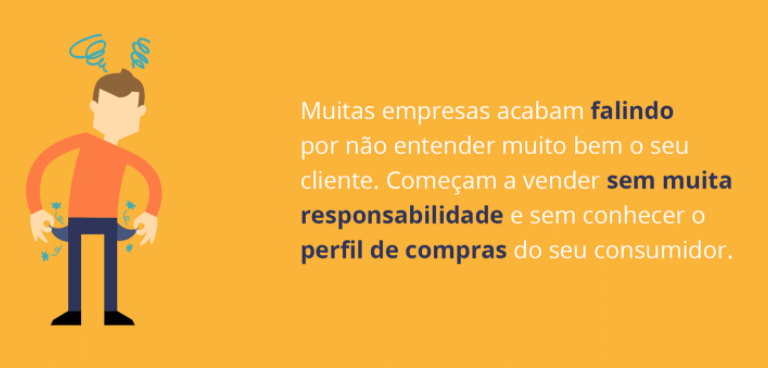 Muitas empresas acabam falindo
por não entender muito bem o seu
cliente. Começam a vender sem muita
responsabilidade e sem conhecer o
perfil de compras do seu consumidor.